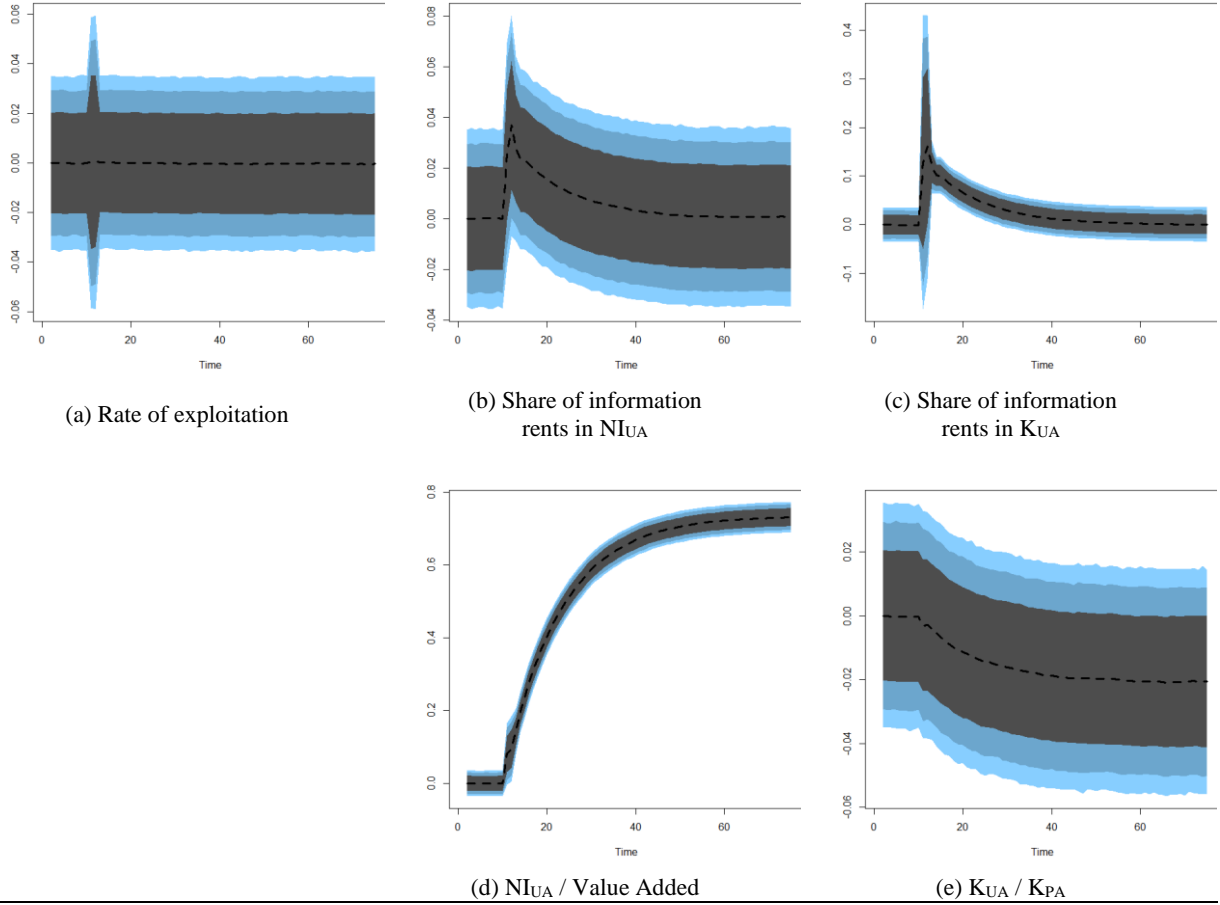 0.06
0.04
0.02
0.00
-0.02
-0.04
-0.06
0 20 40 60
Time
(a) Rate of exploitation
0.08
0.06
0.04
0.02
0.00
-0.02
-0.04
0 20 40 60
Time
(b) Share of information
rents in NIUA
0.4
0.3
0.2
0.1
0.0
-0.1
0 20 40 60
Time
(c) Share of information
rents in KUA
0.8
0.6
0.4
0.2
0.0
0 20 40 60
Time
(d) NIUA / Value Added
0.02
0.00
-0.02
-0.04
-0.06
0 20 40 60
Time
(e) KUA / KPA